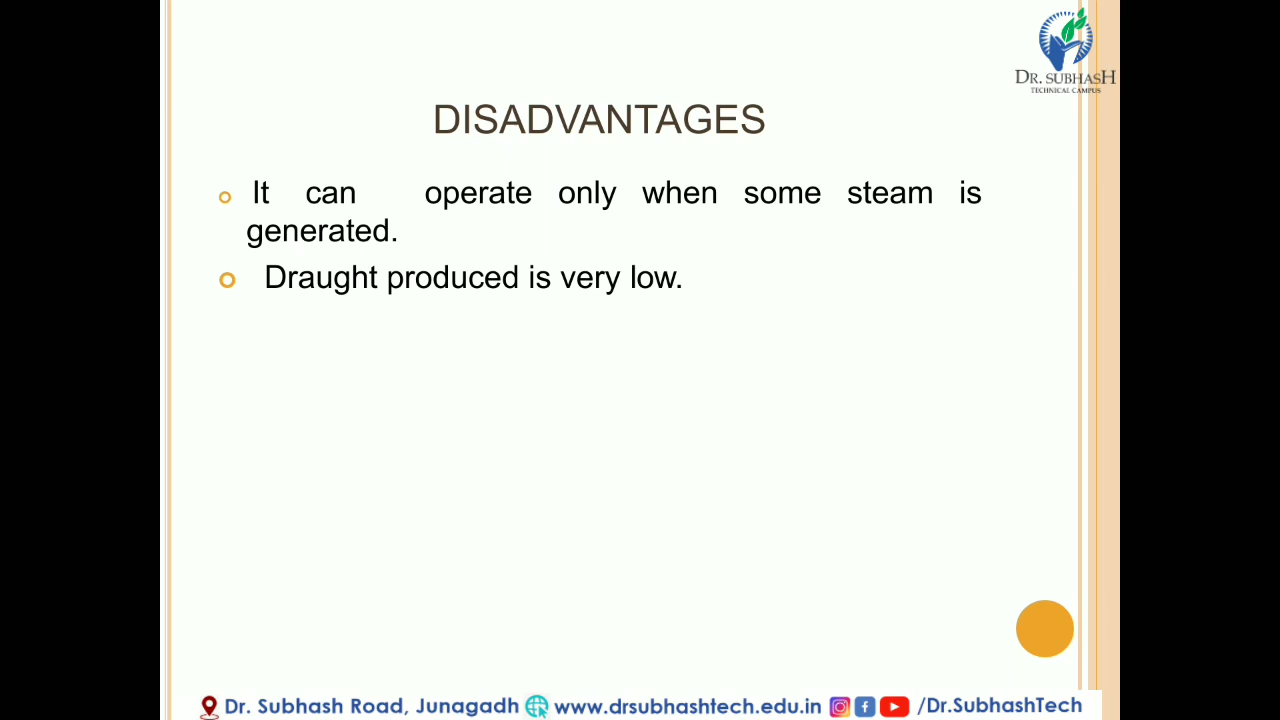 DR. SUBHASH
TECHNICAL CAMPUS
DISADVANTAGES
It can operate only when some steam is
generated.
Draught produced is very low.
Dr. Subhash Road, Junagadh www.drsubhashtech.edu.in /Dr.SubhashTech